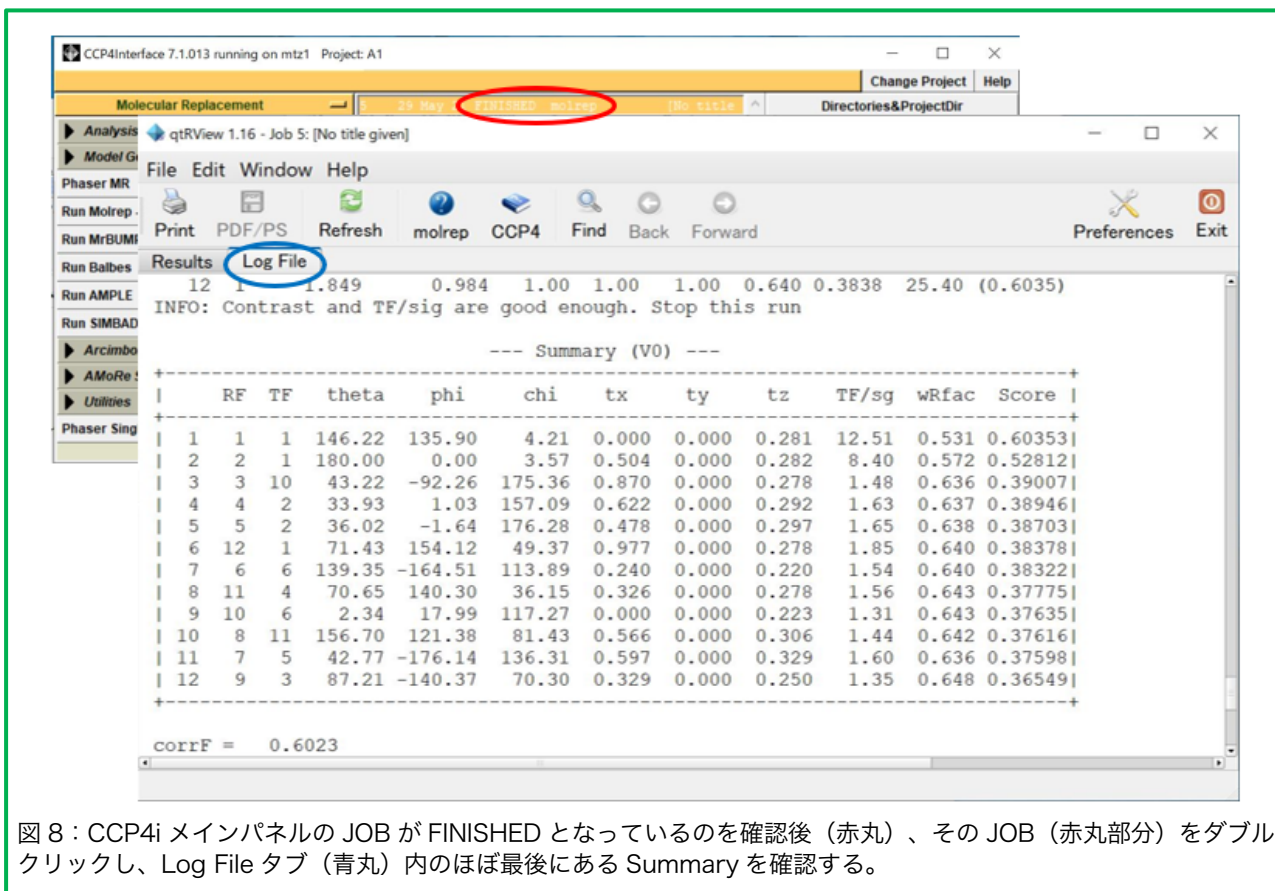 CCP4Interface 7.1.013 running on mtz1 Project: A1
Change Project Help
Molecular Replacement 5 29 May FINISHED molrep [No title Directories&ProjectDir
Analysis
qtRView 1.16 - Job 5: [No title given]
Model G
File Edit Window Help
Phaser MR
Run Molrep -
Print PDF/PS Refresh molrep CCP4 Find Back Forward Preferences Exit
Run MrBUMP
Run Balbes
Results Log File
Run AMPLE
Run SIMBAD
Arcimbo
AMoRe S
Utilities
Phaser Sing
12 1 1.849 0.984 1.00 1.00 1.00 0.640 0.3838 25.40 (0.6035)
INFO: Contrast and TF/sig are good enough. Stop this run
--- Summary (V0) ---
+--------------------------------------------------------------------------+
| RF TF theta phi chi tx ty tz TF/sg wRfac Score |
+--------------------------------------------------------------------------+
| 1 1 1 146.22 135.90 4.21 0.000 0.000 0.281 12.51 0.531 0.60353|
| 2 2 1 180.00 0.00 3.57 0.504 0.000 0.282 8.40 0.572 0.52812|
| 3 3 10 43.22 -92.26 175.36 0.870 0.000 0.278 1.48 0.636 0.39007|
| 4 4 2 33.93 1.03 157.09 0.622 0.000 0.292 1.63 0.637 0.38946|
| 5 5 2 36.02 -1.64 176.28 0.478 0.000 0.297 1.65 0.638 0.38703|
| 6 12 1 71.43 154.12 49.37 0.977 0.000 0.278 1.85 0.640 0.38378|
| 7 6 6 139.35 -164.51 113.89 0.240 0.000 0.220 1.54 0.640 0.38322|
| 8 11 4 70.65 140.30 36.15 0.326 0.000 0.278 1.56 0.643 0.37775|
| 9 10 6 2.34 17.99 117.27 0.000 0.000 0.223 1.31 0.643 0.37635|
| 10 8 11 156.70 121.38 81.43 0.566 0.000 0.306 1.44 0.642 0.37616|
| 11 7 5 42.77 -176.14 136.31 0.597 0.000 0.329 1.60 0.636 0.37598|
| 12 9 3 87.21 -140.37 70.30 0.329 0.000 0.250 1.35 0.648 0.36549|
+--------------------------------------------------------------------------+
corrF = 0.6023
図 8：CCP4i メインパネルの JOB が FINISHED となっているのを確認後（赤丸）、その JOB（赤丸部分）をダブル
クリックし、Log File タブ（青丸）内のほぼ最後にある Summary を確認する。